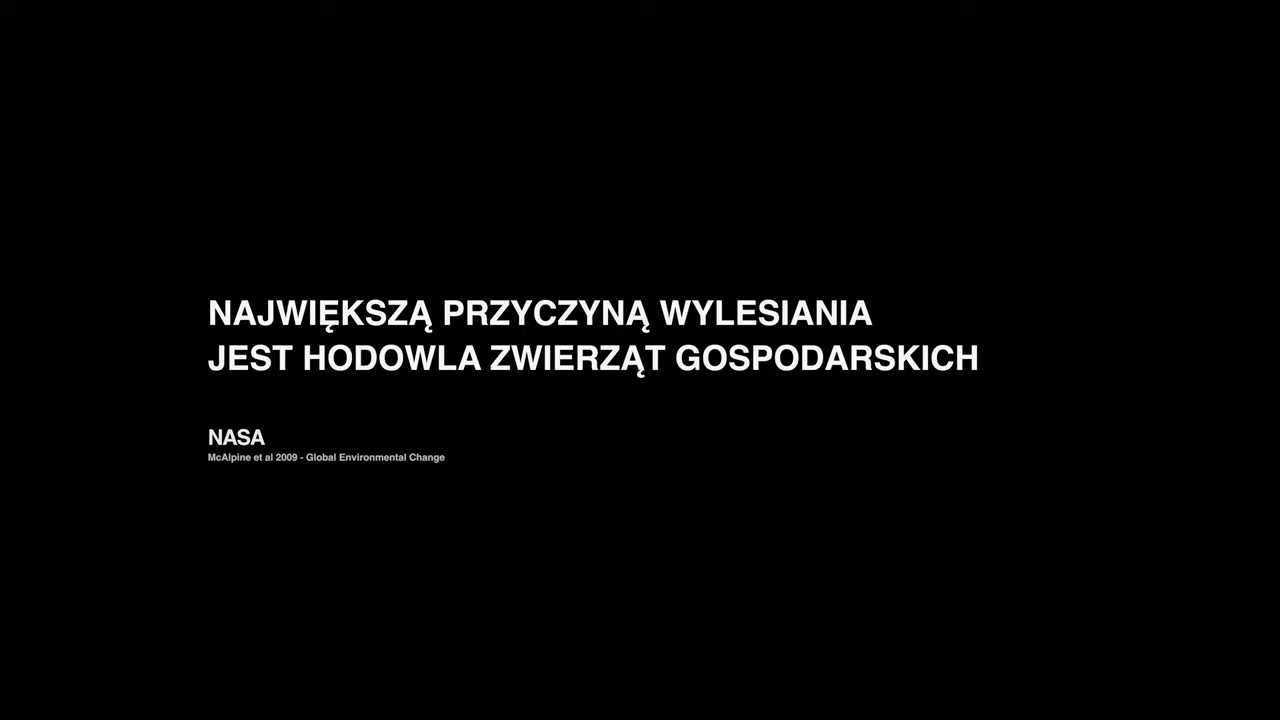 NAJWIĘKSZĄ PRZYCZYNĄ WYLESIANIA
JEST HODOWLA ZWIERZĄT GOSPODARSKICH
NASA
McAlpine et al 2009 - Global Environmental Change